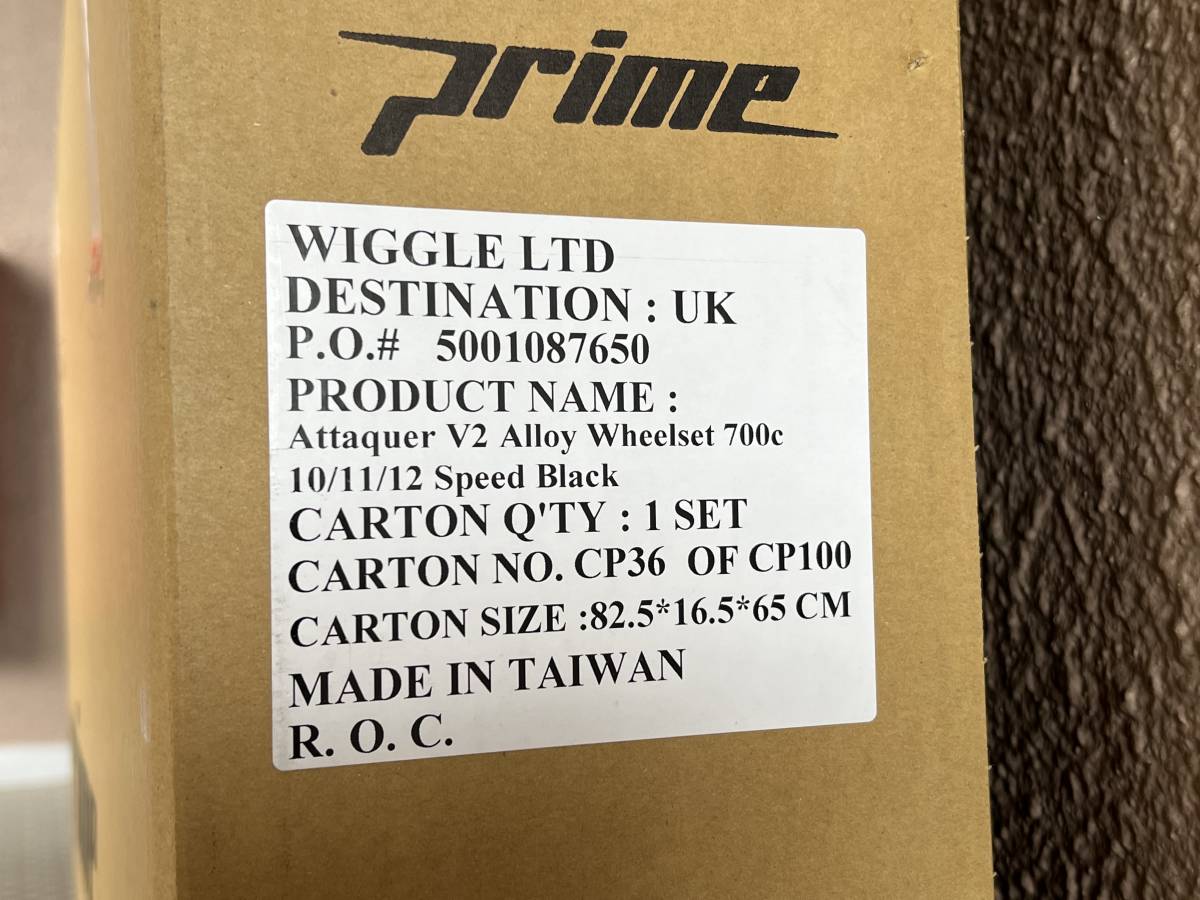 prime
WIGGLE LTD
DESTINATION : UK
P.O.# 5001087650
PRODUCT NAME :
Attaquer V2 Alloy Wheelset 700c
10/11/12 Speed Black
CARTON Q'TY : 1 SET
CARTON NO. CP36 OF CP100
CARTON SIZE :82.5*16.5*65 CM
MADE IN TAIWAN
R. O. C.